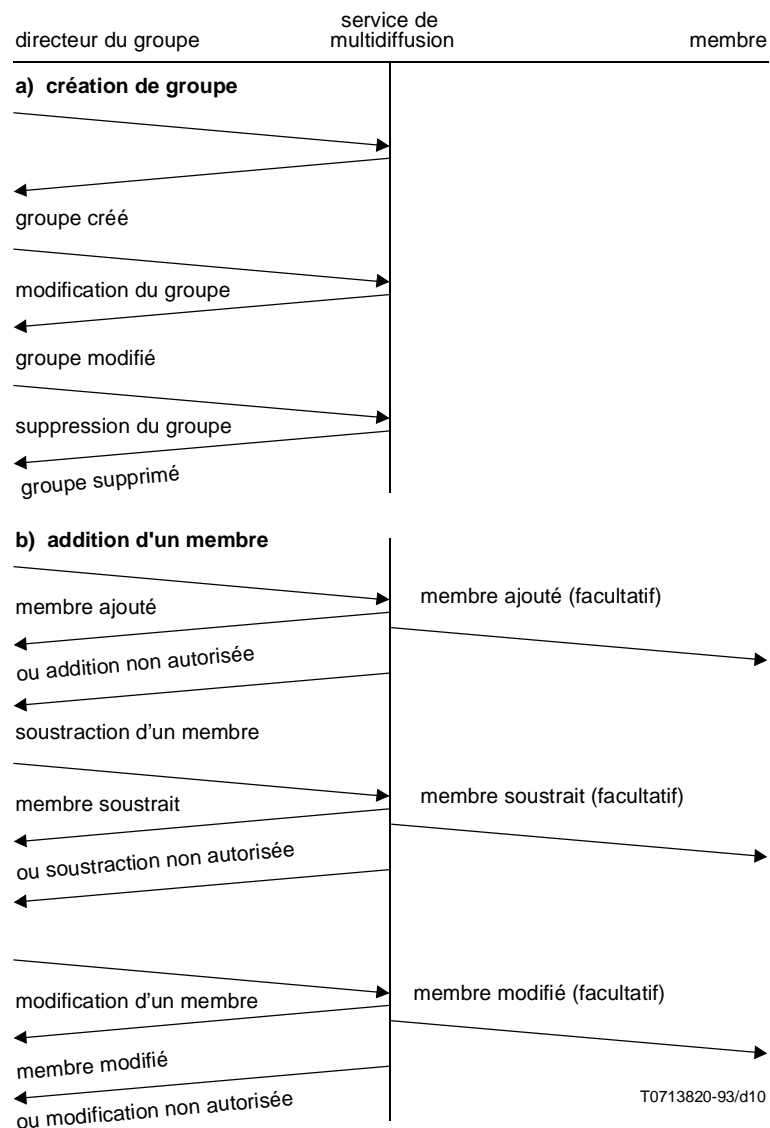 directeur du groupe
service de
multidiffusion
membre
a) création de groupe
groupe créé
modification du groupe
groupe modifié
suppression du groupe
groupe supprimé
b) addition d'un membre
membre ajouté
membre ajouté (facultatif)
ou addition non autorisée
soustraction d'un membre
membre soustrait
membre soustrait (facultatif)
ou soustraction non autorisée
modification d'un membre
membre modifié (facultatif)
membre modifié
ou modification non autorisée
T0713820-93/d10